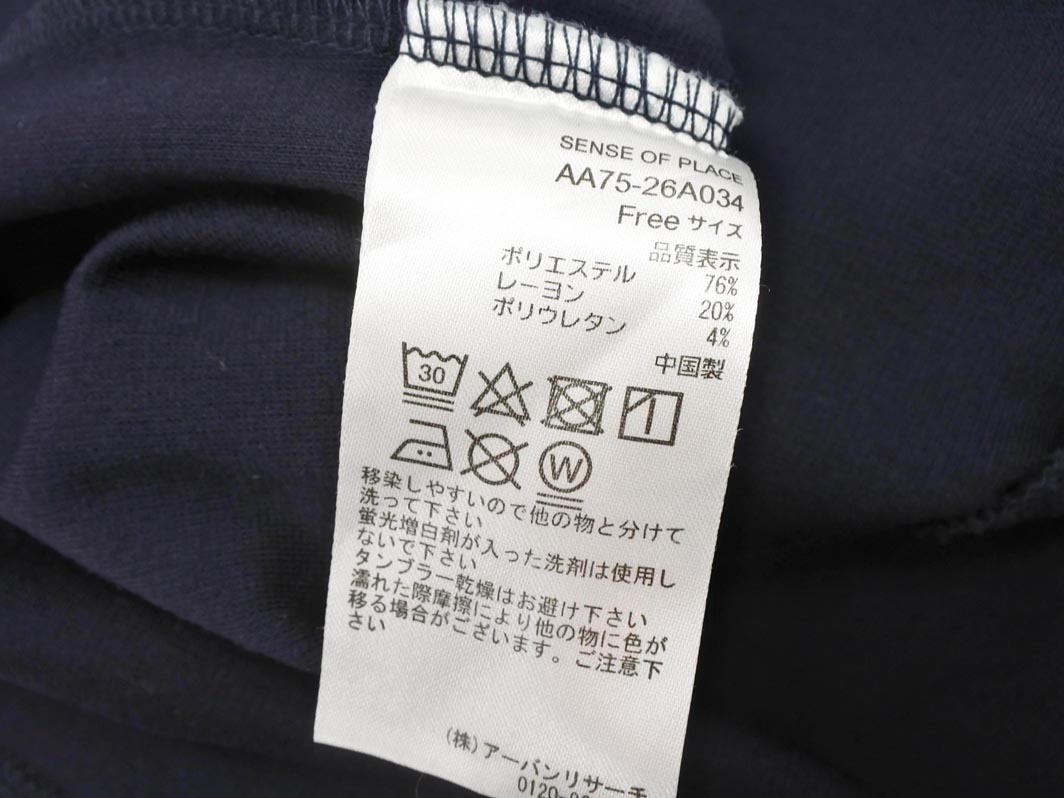 SENSE OF PLACE
AA75-26A034
Free サイズ
品質表示
ポリエステル 76%
レーヨン 20%
ポリウレタン 4%
中国製
30
W
移染しやすいので他の物と分けて
洗って下さい
蛍光増白剤が入った洗剤は使用し
ないで下さい
タンブラー乾燥はお避け下さい
濡れた際摩擦により他の物に色が
移る場合がございます。ご注意下
さい
(株)アーバンリサーチ
0120-